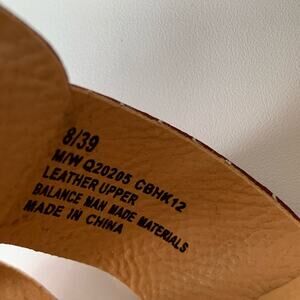 8/39
M/W Q20205 CBHK12
LEATHER UPPER
BALANCE MAN MADE MATERIALS
MADE IN CHINA